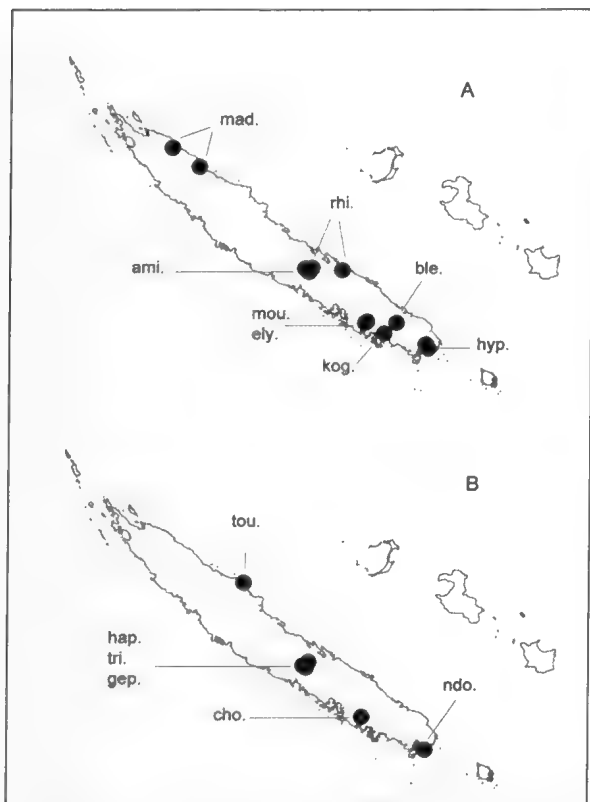 A
mad.
rhi.
ami.
ble.
mou.
ely.
kog.
hyp.
B
tou.
hap.
tri.
gep.
cho.
ndo.